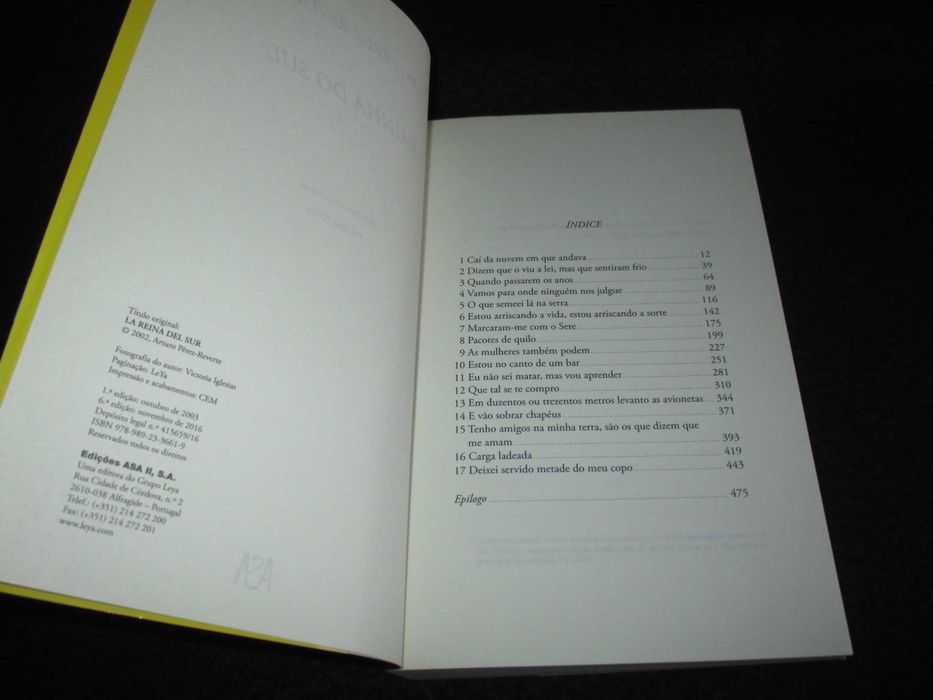 Título original:
LA REINA DEL SUR
© 2002, Arturo Pérez-Reverte
Fotografia do autor: Victoria Iglesias
Paginação: LeYa
Impressão e acabamentos: CEM
1.ª edição: outubro de 2003
6.ª edição: novembro de 2016
Depósito legal n.º 415659/16
ISBN 978-989-23-3661-9
Reservados todos os direitos
Edições ASA II, S.A.
Uma editora do Grupo Leya
Rua Cidade de Córdova, n.º 2
2610-038 Alfragide – Portugal
Telef.: (+351) 214 272 200
Fax: (+351) 214 272 201
www.leya.com
ÍNDICE
1 Caí da nuvem em que andava 12
2 Dizem que o viu a lei, mas que sentiram frio 39
3 Quando passarem os anos 64
4 Vamos para onde ninguém nos julgue 89
5 O que semeei lá na serra 116
6 Estou arriscando a vida, estou arriscando a sorte 142
7 Marcaram-me com o Sete 175
8 Pacotes de quilo 199
9 As mulheres também podem 227
10 Estou no canto de um bar 251
11 Eu não sei matar, mas vou aprender 281
12 Que tal se te compro 310
13 Em duzentos ou trezentos metros levanto as avionetas 344
14 E vão sobrar chapéus 371
15 Tenho amigos na minha terra, são os que dizem que
me amam 393
16 Carga ladeada 419
17 Deixei servido metade do meu copo 443
Epílogo 475